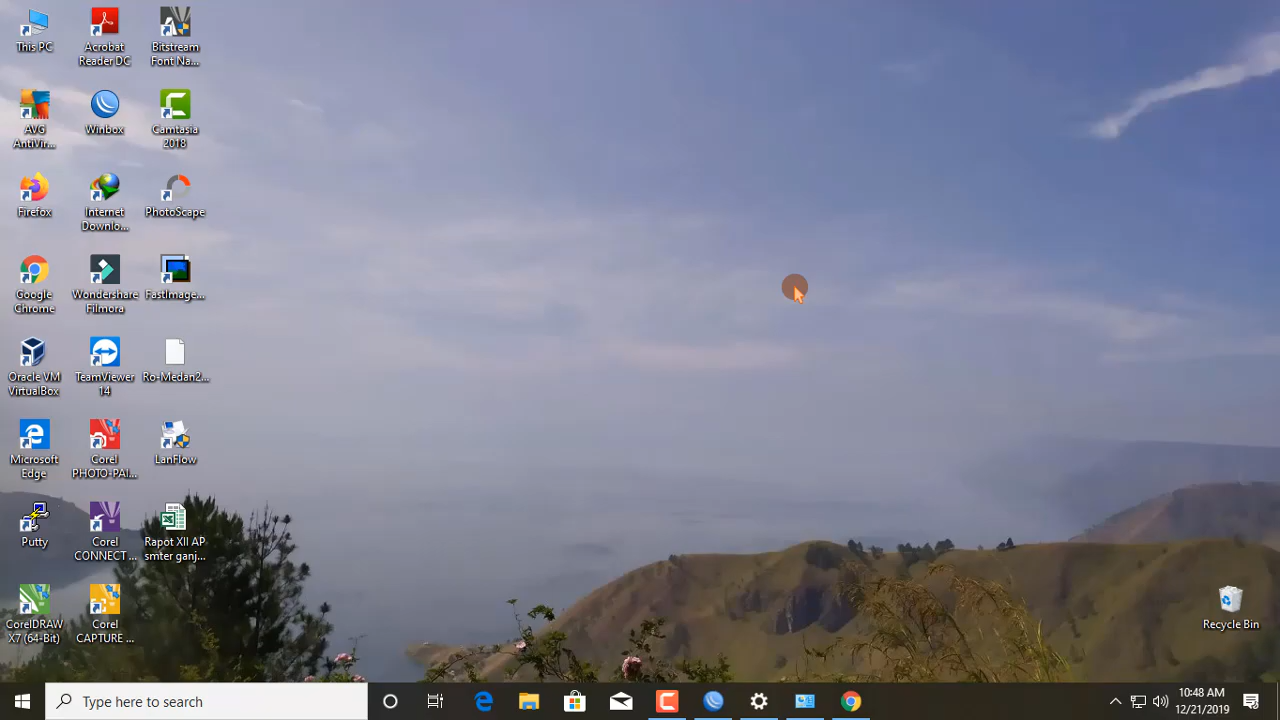 This PC
Acrobat
Reader DC
Bitstream
Font Na...
AVG
AntiVir...
Winbox
Camtasia
2018
Firefox
Internet
Downlo...
PhotoScape
Google
Chrome
Wondershare
Filmora
FastImage...
Oracle VM
VirtualBox
TeamViewer
14
Ro-Medan2...
Microsoft
Edge
Corel
PHOTO-PAI...
LanFlow
Putty
Corel
CONNECT ...
Rapot XII AP
smter ganj...
CorelDRAW
X7 (64-Bit)
Corel
CAPTURE ...
Recycle Bin
Type here to search
10:48 AM
12/21/2019